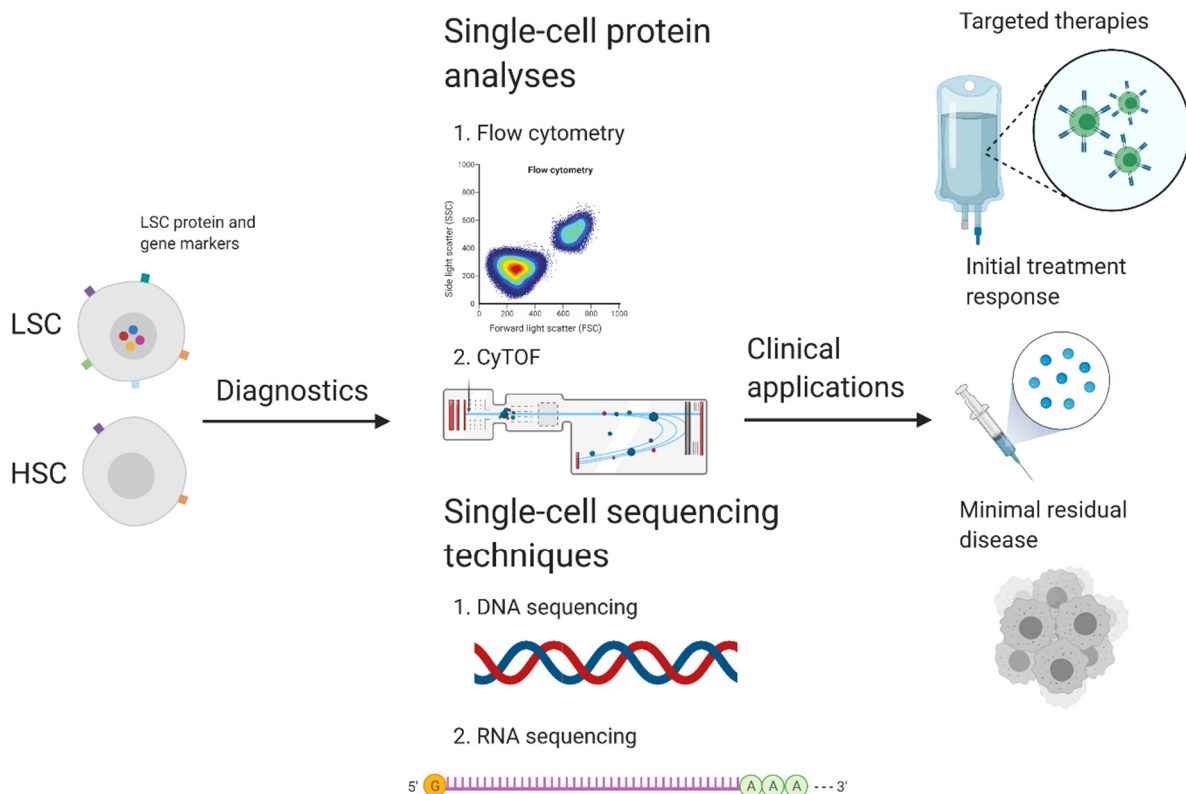 LSC protein and
gene markers
LSC
HSC
Diagnostics
Single-cell protein
analyses
1. Flow cytometry
Flow cytometry
Side light scatter (SSC)
1000
800
600
400
200
0
0 200 400 600 800 1000
Forward light scatter (FSC)
2. CyTOF
Single-cell sequencing
techniques
1. DNA sequencing
2. RNA sequencing
5' G A A A --- 3'
Clinical
applications
Targeted therapies
Initial treatment
response
Minimal residual
disease